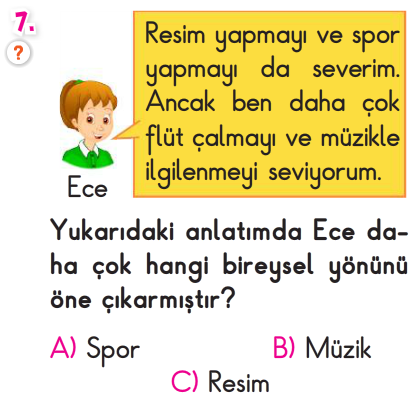 7.
?
Resim yapmayı ve spor
yapmayı da severim.
Ancak ben daha çok
flüt çalmayı ve müzikle
ilgilenmeyi seviyorum.
Ece
Yukarıdaki anlatımda Ece da-
ha çok hangi bireysel yönünü
öne çıkarmıştır?
A) Spor B) Müzik
C) Resim